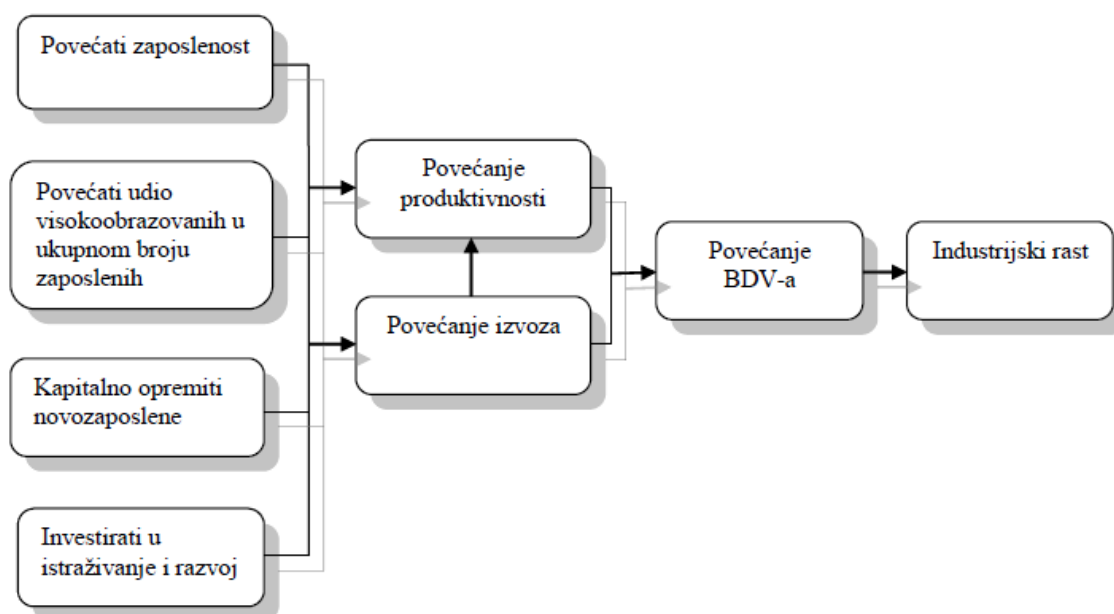 Povećati zaposlenost
Povećati udio
visokoobrazovanih u
ukupnom broju
zaposlenih
Kapitalno opremiti
novozaposlene
Investirati u
istraživanje i razvoj
Povećanje
produktivnosti
Povećanje izvoza
Povećanje
BDV-a
Industrijski rast